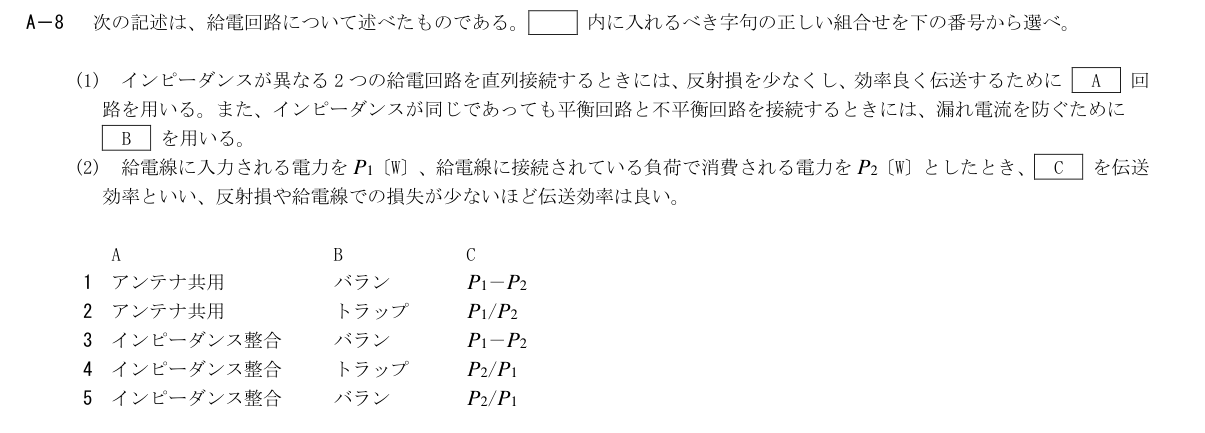 A－8 次の記述は、給電回路について述べたものである。 内に入れるべき字句の正しい組合せを下の番号から選べ。
(1) インピーダンスが異なる２つの給電回路を直列接続するときには、反射損を少なくし、効率良く伝送するために A 回
路を用いる。また、インピーダンスが同じであっても平衡回路と不平衡回路を接続するときには、漏れ電流を防ぐために
B を用いる。
(2) 給電線に入力される電力をP1〔W〕、給電線に接続されている負荷で消費される電力をP2〔W〕としたとき、 C を伝送
効率といい、反射損や給電線での損失が少ないほど伝送効率は良い。
A B C
1 アンテナ共用 バラン P1－P2
2 アンテナ共用 トラップ P1/P2
3 インピーダンス整合 バラン P1－P2
4 インピーダンス整合 トラップ P2/P1
5 インピーダンス整合 バラン P2/P1